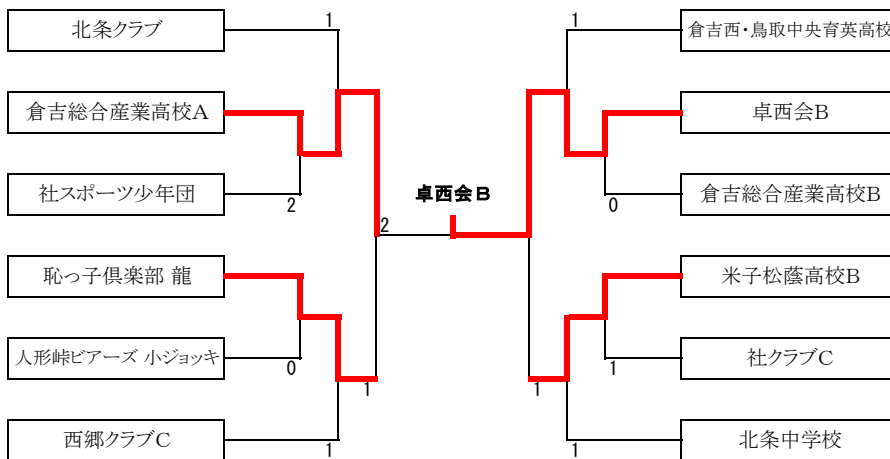 1
1
北条クラブ
倉吉西・鳥取中央育英高校
倉吉総合産業高校A
卓西会B
社スポーツ少年団
卓西会B
倉吉総合産業高校B
2
0
2
恥っ子倶楽部 龍
米子松蔭高校B
人形峠ビアーズ 小ジョッキ
社クラブC
0
1
1
1
西郷クラブC
北条中学校
1
1